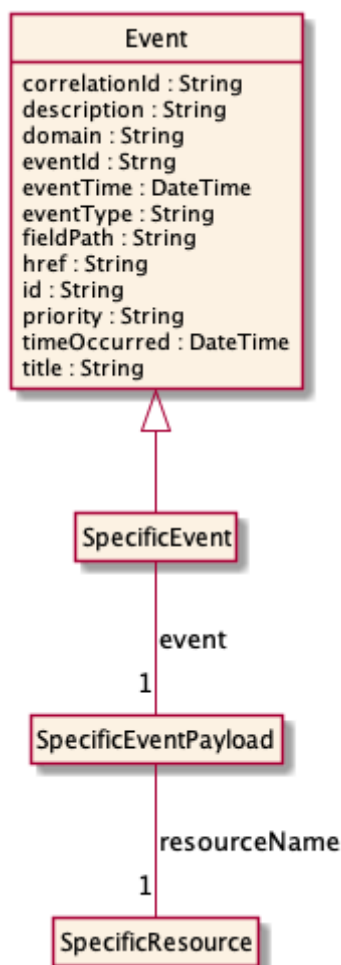 Event
correlationId : String
description : String
domain : String
eventId : Strng
eventTime : DateTime
eventType : String
fieldPath : String
href : String
id : String
priority : String
timeOccurred : DateTime
title : String
SpecificEvent
event
1
SpecificEventPayload
resourceName
1
SpecificResource